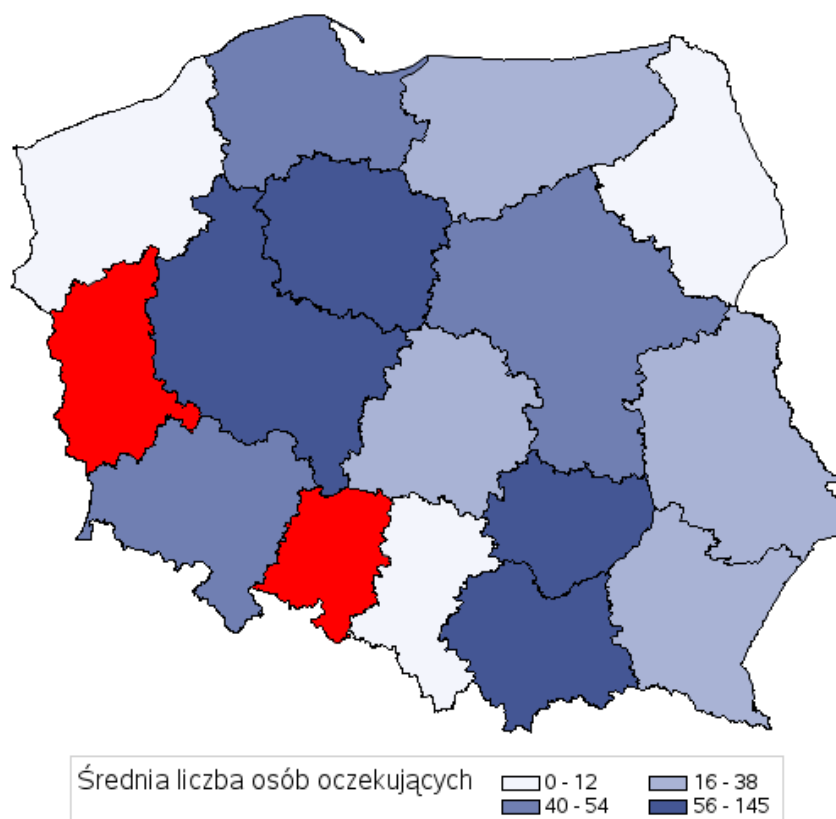 Średnia liczba osób oczekujących
0 - 12
16 - 38
40 - 54
56 - 145